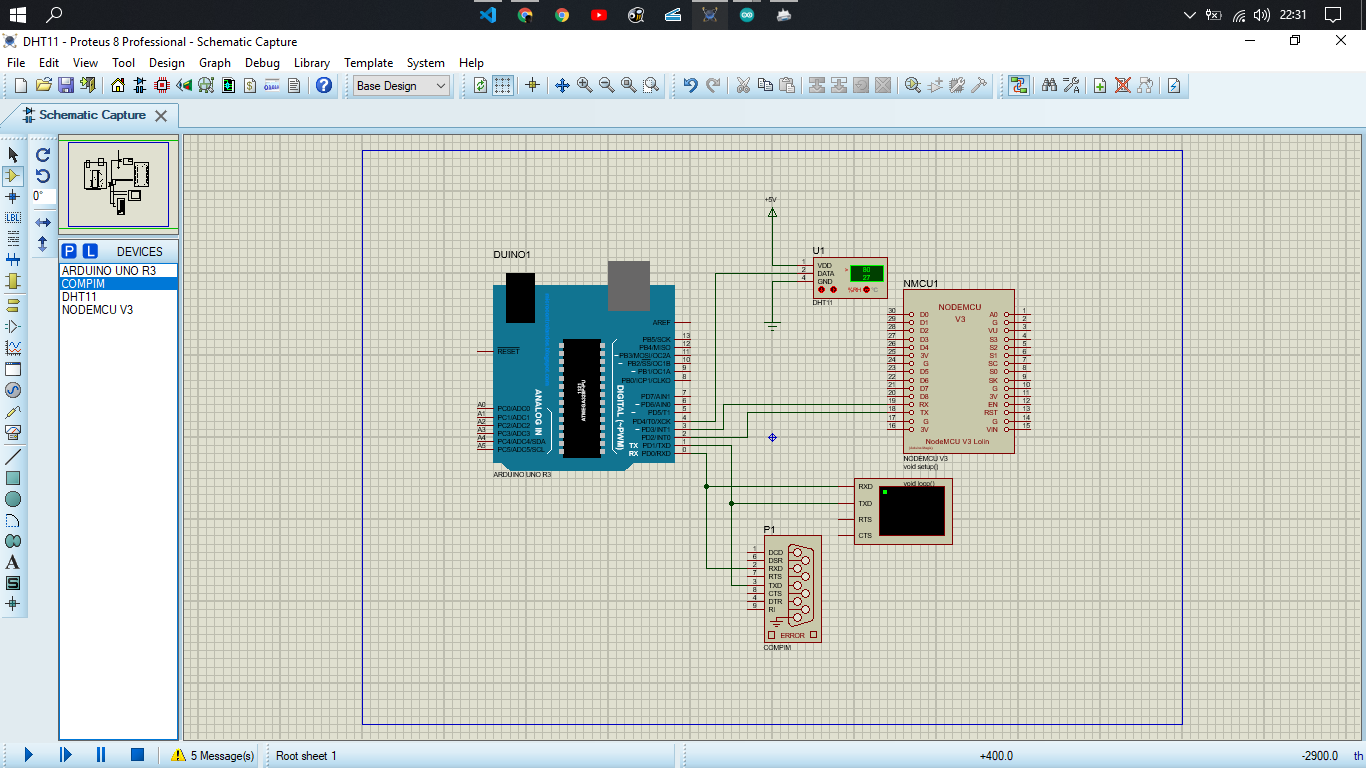 22:31
DHT11 - Proteus 8 Professional - Schematic Capture
File Edit View Tool Design Graph Debug Library Template System Help
Base Design
Schematic Capture
0°
LBL
P L DEVICES
ARDUINO UNO R3
COMPIM
DHT11
NODEMCU V3
+5V
U1
1 VDD
2 DATA
4 GND
80
27
%RH °C
DHT11
DUINO1
AREF
RESET
PB5/SCK 13
PB4/MISO 12
~PB3/MOSI/OC2A 11
~PB2/SS/OC1B 10
~PB1/OC1A 9
PB0/ICP1/CLKO 8
PD7/AIN1 7
~PD6/AIN0 6
~PD5/T1 5
PD4/T0/XCK 4
~PD3/INT1 3
PD2/INT0 2
TX PD1/TXD 1
RX PD0/RXD 0
A0 PC0/ADC0
A1 PC1/ADC1
A2 PC2/ADC2
A3 PC3/ADC3
A4 PC4/ADC4/SDA
A5 PC5/ADC5/SCL
ANALOG IN
DIGITAL (~PWM)
ARDUINO UNO R3
NMCU1
NODEMCU
V3
30 D0 A0 1
29 D1 G 2
28 D2 VU 3
27 D3 S3 4
26 D4 S2 5
25 3V S1 6
24 G SC 7
23 D5 S0 8
22 D6 SK 9
21 D7 G 10
20 D8 3V 11
19 RX EN 12
18 TX RST 13
17 G G 14
16 3V VIN 15
NodeMCU V3 Lolin
NODEMCU V3
void setup()
void loop()
RXD
TXD
RTS
CTS
P1
1 DCD
6 DSR
2 RXD
7 RTS
3 TXD
8 CTS
4 DTR
9 RI
ERROR
COMPIM
5 Message(s)
Root sheet 1
+400.0
-2900.0
th